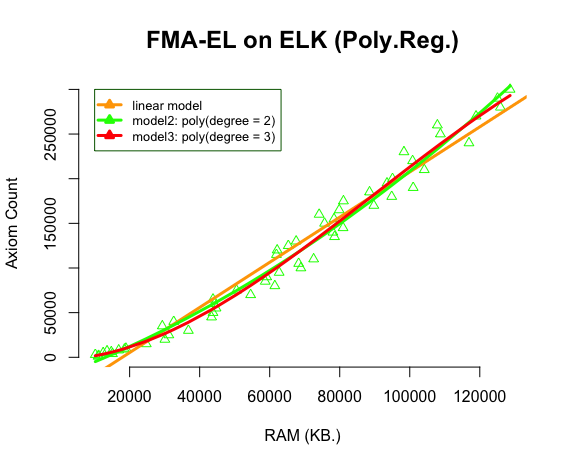 FMA-EL on ELK (Poly.Reg.)
linear model
model2: poly(degree = 2)
model3: poly(degree = 3)
Axiom Count
250000
150000
50000
0
20000 40000 60000 80000 100000 120000
RAM (KB.)